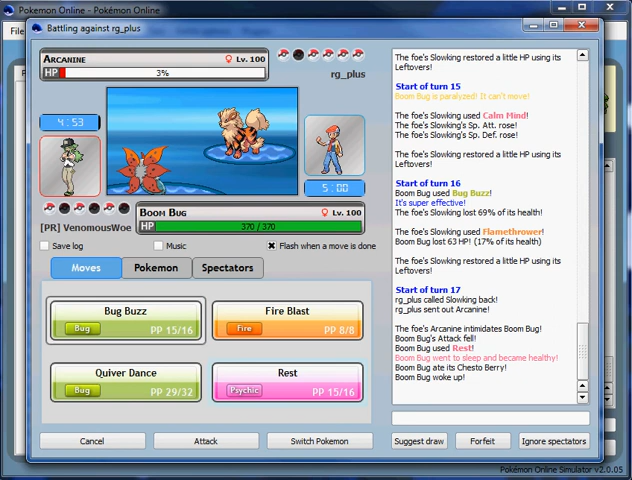 Pokemon Online - Pokémon Online
File
Battling against rg_plus
ARCANINE ♀ Lv. 100
HP 3%
rg_plus
4:53
5:00
BOOM BUG ♀ Lv. 100
HP 370 / 370
[PR] VenomousWoe
Save log
Music
Flash when a move is done
Moves
Pokemon
Spectators
Bug Buzz
Bug PP 15/16
Fire Blast
Fire PP 8/8
Quiver Dance
Bug PP 29/32
Rest
Psychic PP 15/16
Cancel
Attack
Switch Pokemon
The foe's Slowking restored a little HP using its
Leftovers!
Start of turn 15
Boom Bug is paralyzed! It can't move!
The foe's Slowking used Calm Mind!
The foe's Slowking's Sp. Att. rose!
The foe's Slowking's Sp. Def. rose!
The foe's Slowking restored a little HP using its
Leftovers!
Start of turn 16
Boom Bug used Bug Buzz!
It's super effective!
The foe's Slowking lost 69% of its health!
The foe's Slowking used Flamethrower!
Boom Bug lost 63 HP! (17% of its health)
The foe's Slowking restored a little HP using its
Leftovers!
Start of turn 17
rg_plus called Slowking back!
rg_plus sent out Arcanine!
The foe's Arcanine intimidates Boom Bug!
Boom Bug's Attack fell!
Boom Bug used Rest!
Boom Bug went to sleep and became healthy!
Boom Bug ate its Chesto Berry!
Boom Bug woke up!
Suggest draw
Forfeit
Ignore spectators
Pokémon Online Simulator v2.0.05